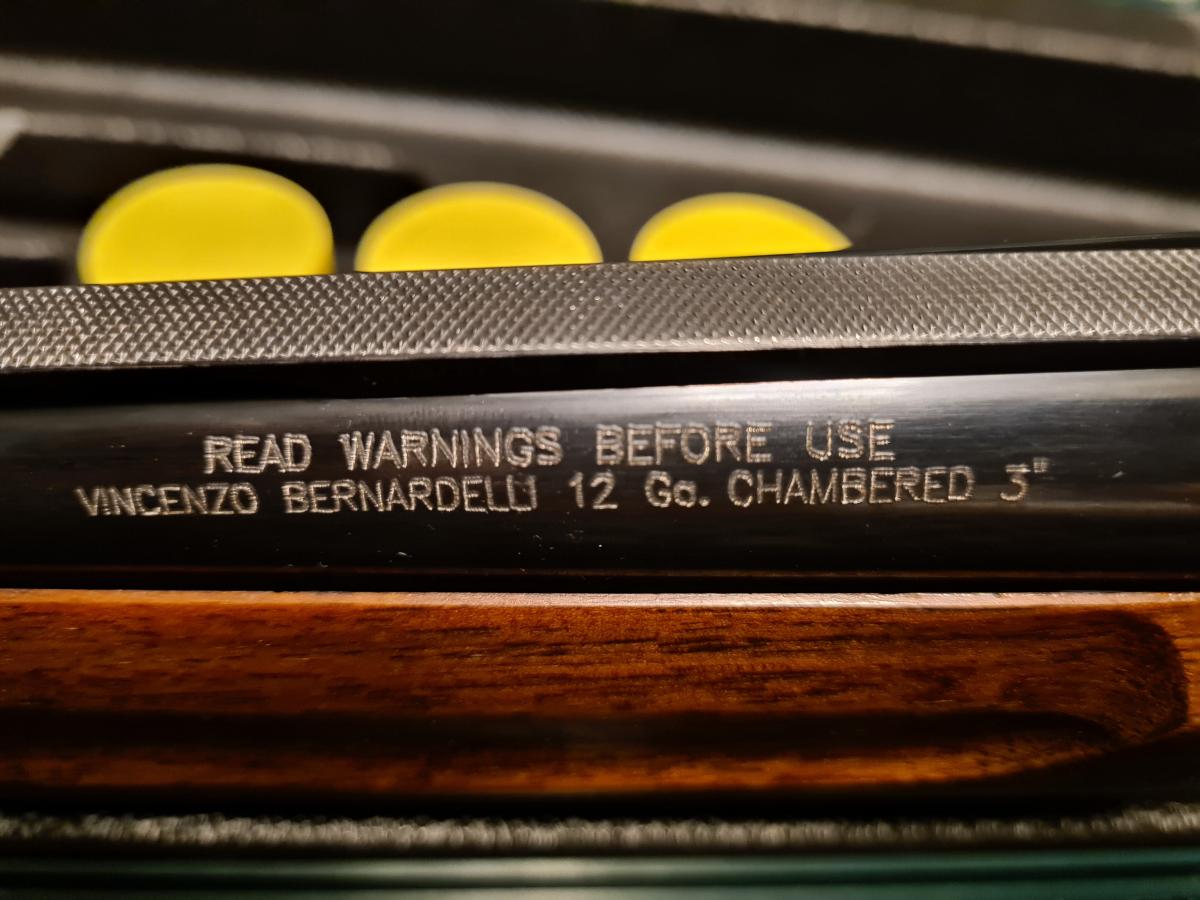 READ WARNINGS BEFORE USE
VINCENZO BERNARDELLI 12 Ga. CHAMBERED 3"